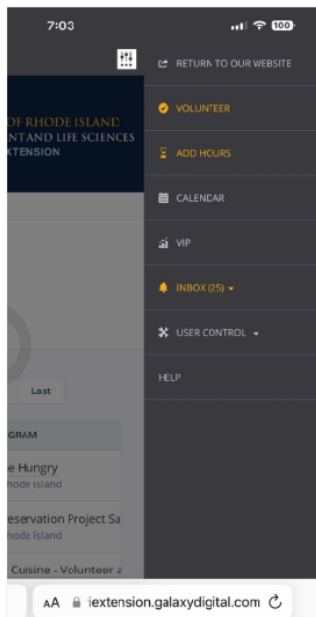 7:03
100
RETURN TO OUR WEBSITE
OF RHODE ISLAND
VOLUNTEER
NT AND LIFE SCIENCES
XTENSION
ADD HOURS
CALENDAR
VIP
INBOX (25)
USER CONTROL
HELP
Last
GRAM
e Hungry
hode Island
eservation Project Sa
hode Island
Cuisine - Volunteer a
AA iextension.galaxydigital.com